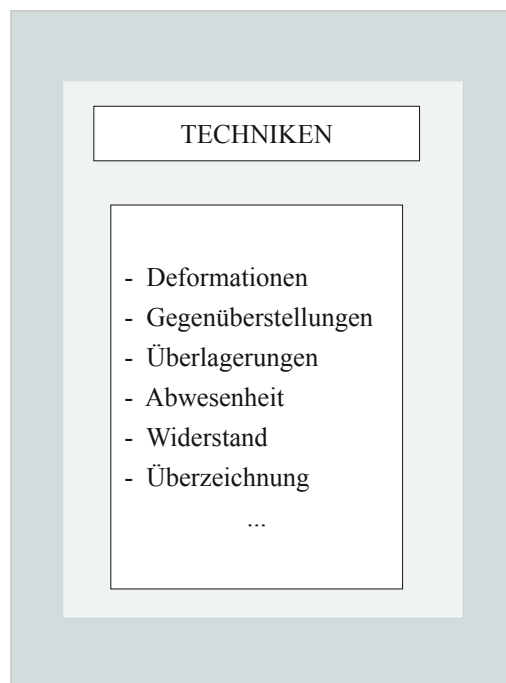 TECHNIKEN
- Deformationen
- Gegenüberstellungen
- Überlagerungen
- Abwesenheit
- Widerstand
- Überzeichnung
...